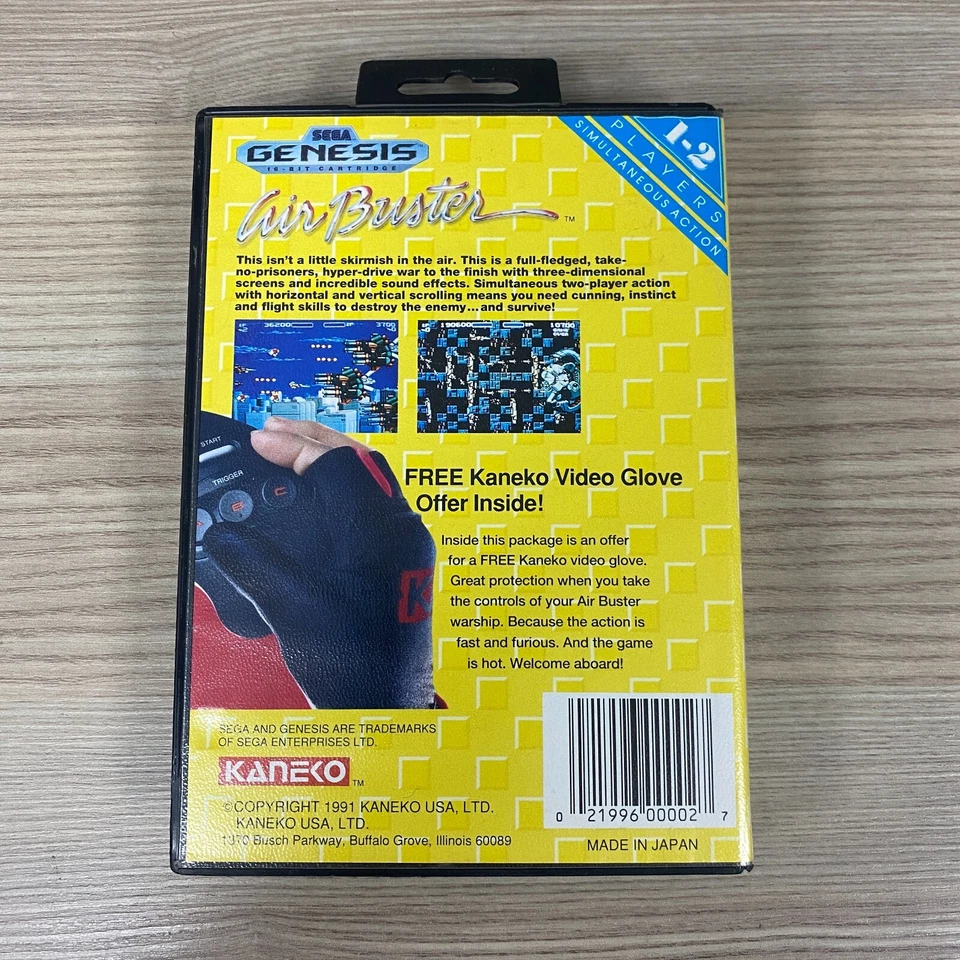 1-2
PLAYERS
SIMULTANEOUS ACTION
SEGA
GENESIS
16-BIT CARTRIDGE
Air Buster™
This isn't a little skirmish in the air. This is a full-fledged, take-
no-prisoners, hyper-drive war to the finish with three-dimensional
screens and incredible sound effects. Simultaneous two-player action
with horizontal and vertical scrolling means you need cunning, instinct
and flight skills to destroy the enemy...and survive!
36200 3700
190600 10700
START
TRIGGER
B
C
FREE Kaneko Video Glove
Offer Inside!
Inside this package is an offer
for a FREE Kaneko video glove.
Great protection when you take
the controls of your Air Buster
warship. Because the action is
fast and furious. And the game
is hot. Welcome aboard!
K
SEGA AND GENESIS ARE TRADEMARKS
OF SEGA ENTERPRISES LTD.
KANEKO™
©COPYRIGHT 1991 KANEKO USA, LTD.
KANEKO USA, LTD.
1370 Busch Parkway, Buffalo Grove, Illinois 60089
0 21996 00002 7
MADE IN JAPAN